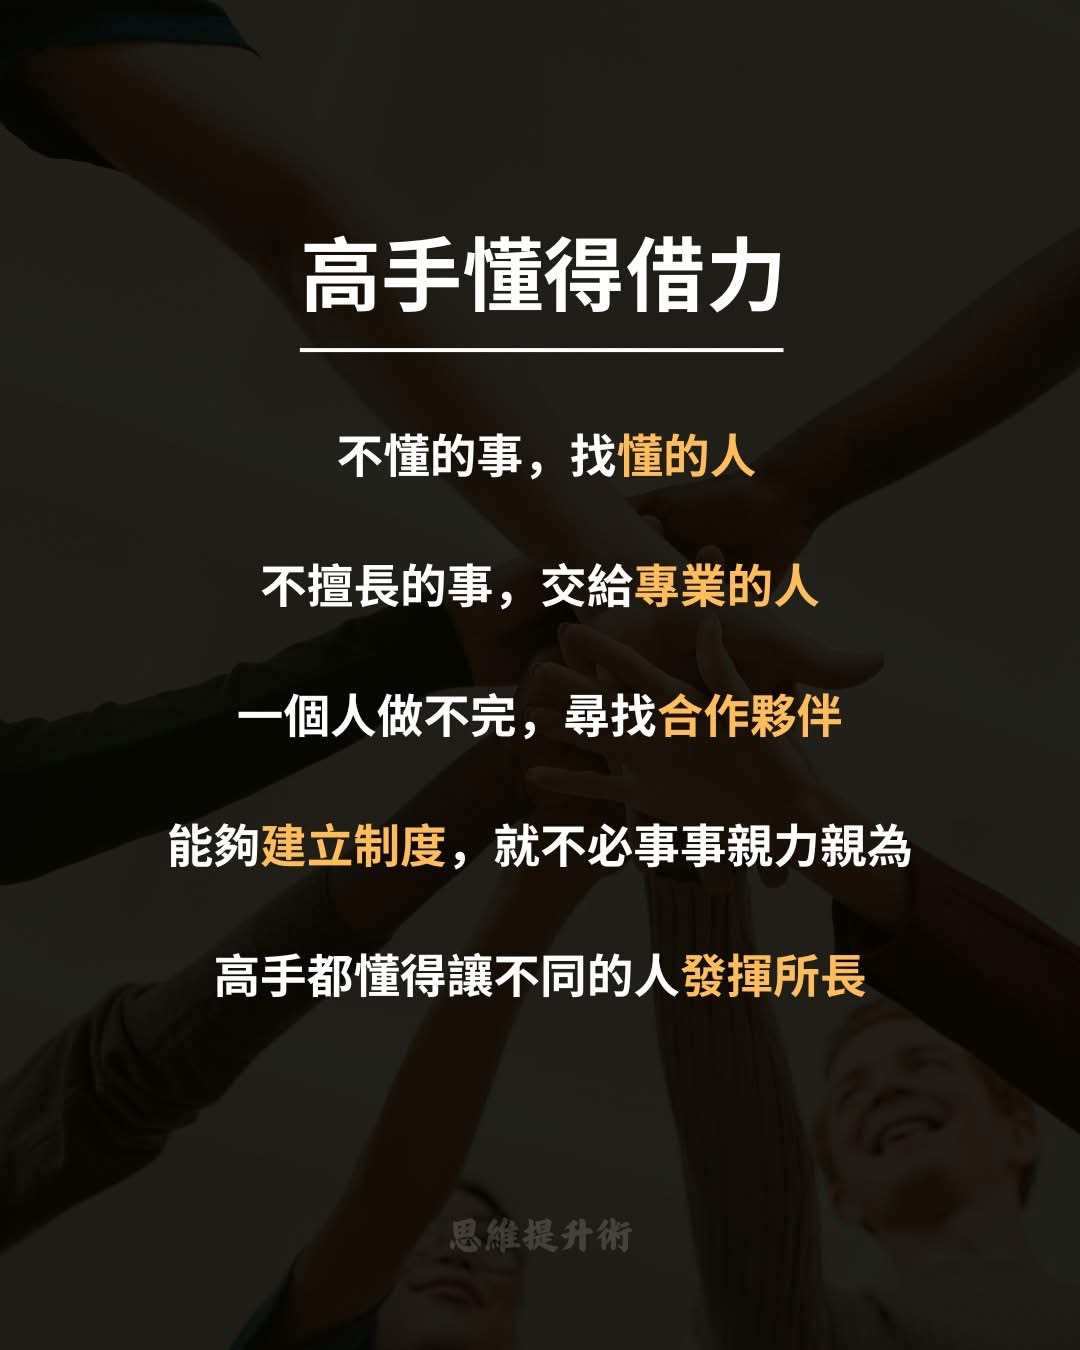 高手懂得借力
不懂的事，找懂的人
不擅長的事，交給專業的人
一個人做不完，尋找合作夥伴
能夠建立制度，就不必事事親力親為
高手都懂得讓不同的人發揮所長
思維提升術